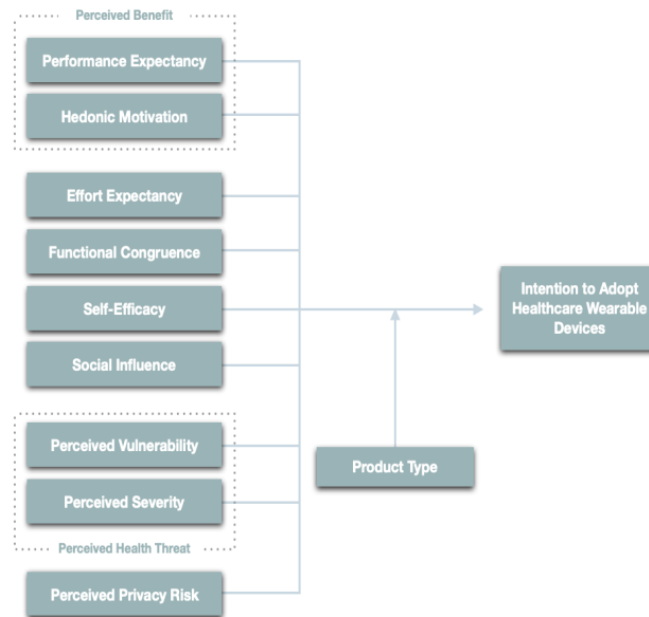 Perceived Benefit
Performance Expectancy
Hedonic Motivation
Effort Expectancy
Functional Congruence
Self-Efficacy
Social Influence
Perceived Vulnerability
Perceived Severity
Perceived Health Threat
Perceived Privacy Risk
Product Type
Intention to Adopt
Healthcare Wearable
Devices